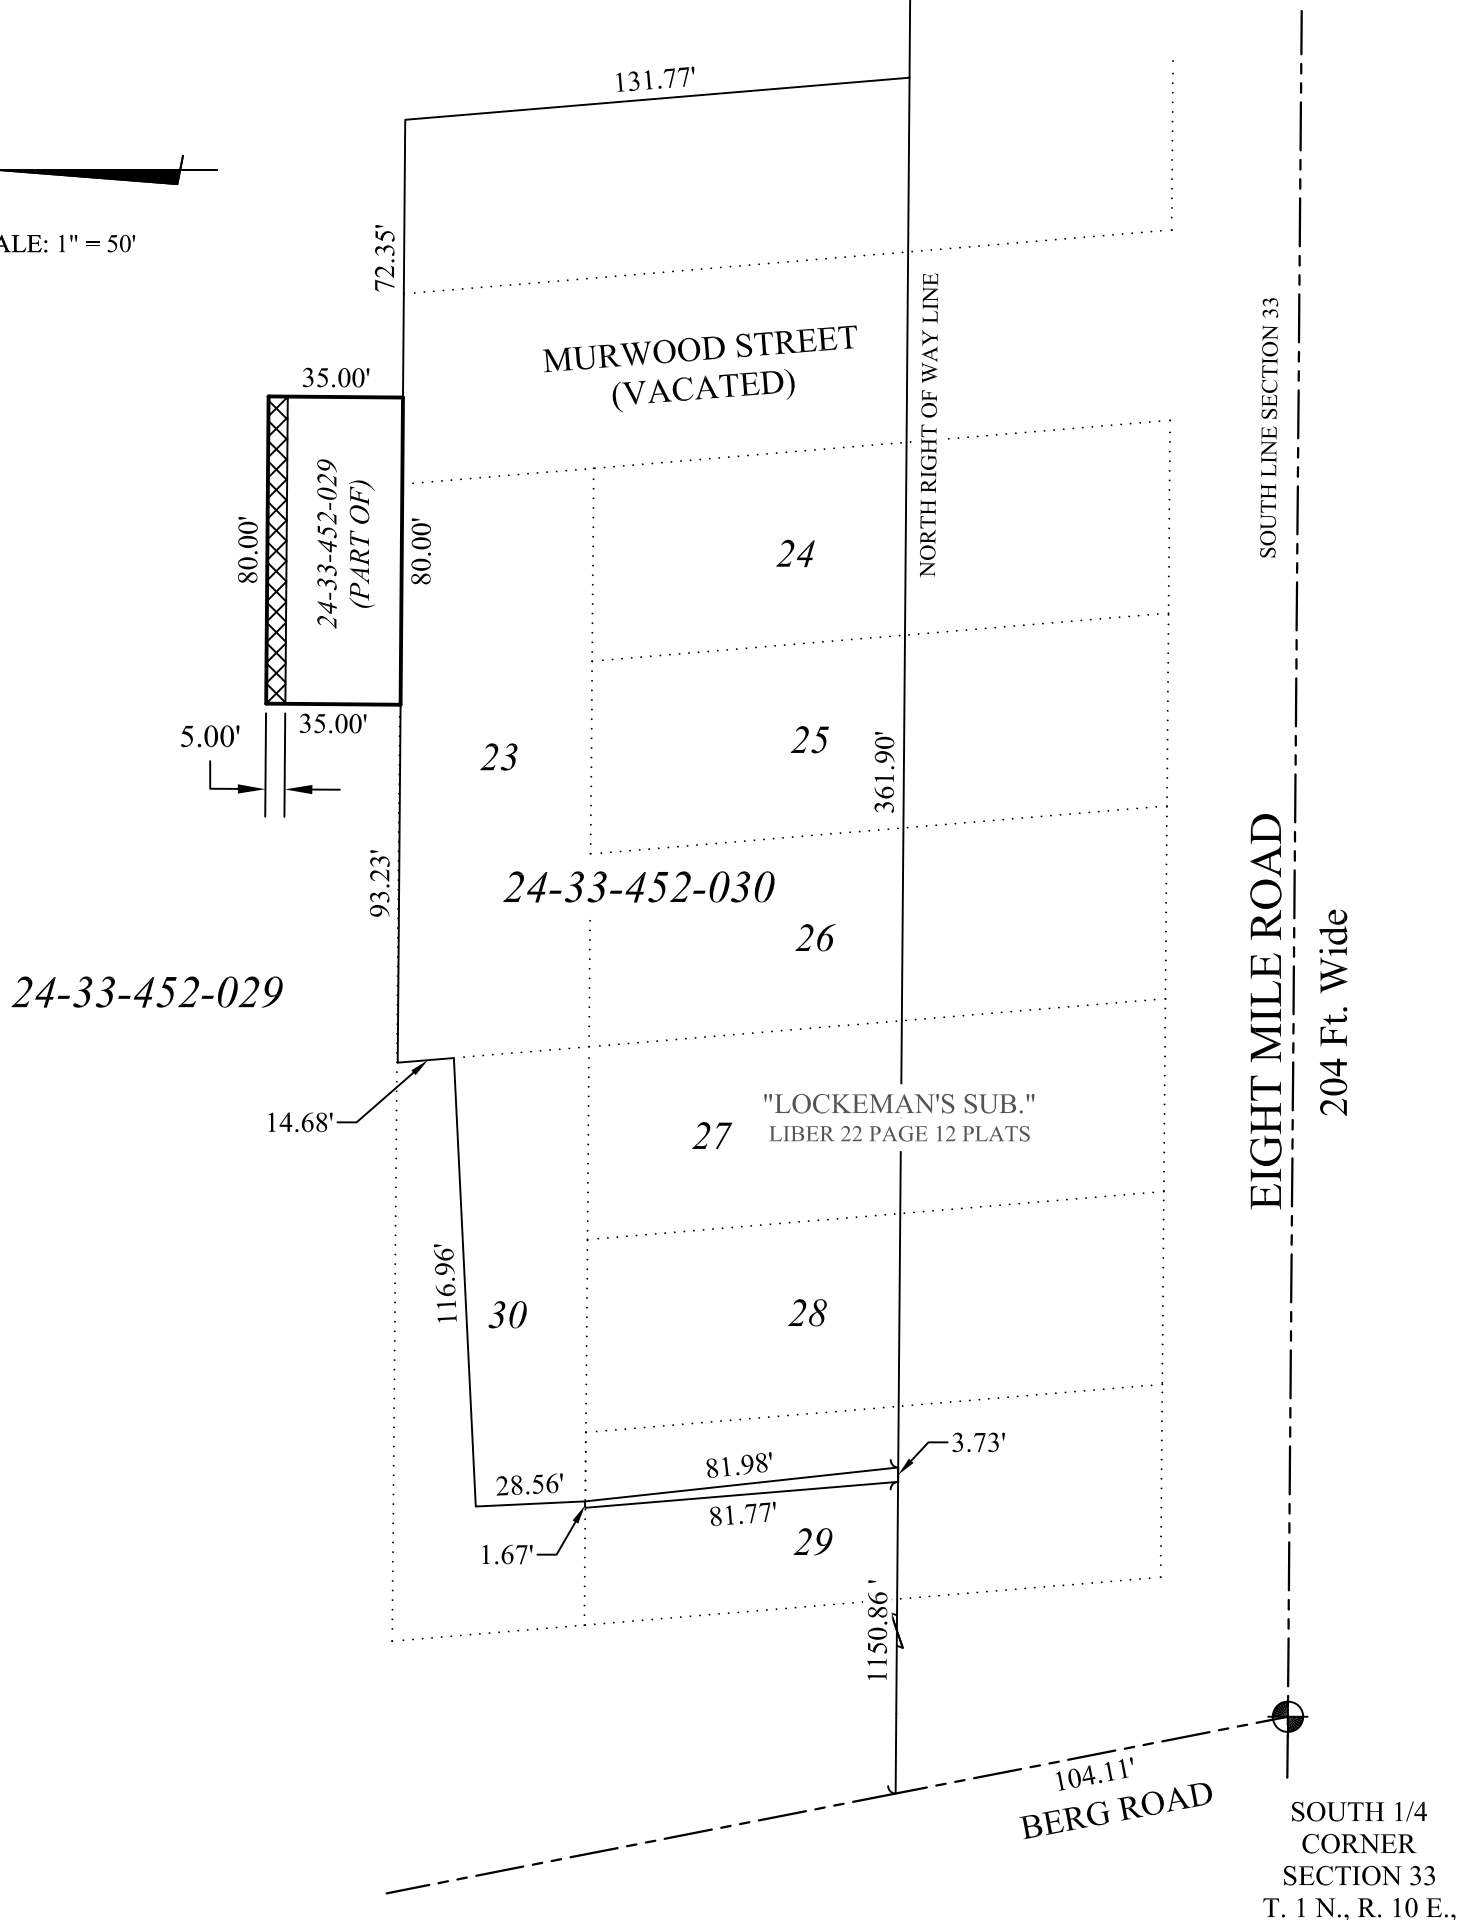 131.77'
ALE: 1" = 50'
72.35'
MURWOOD STREET
(VACATED)
NORTH RIGHT OF WAY LINE
SOUTH LINE SECTION 33
35.00'
24-33-452-029
(PART OF)
80.00'
80.00'
24
35.00'
5.00'
23
25
361.90'
93.23'
24-33-452-030
26
EIGHT MILE ROAD
204 Ft. Wide
24-33-452-029
14.68'
"LOCKEMAN'S SUB."
LIBER 22 PAGE 12 PLATS
27
116.96'
30
28
3.73'
81.98'
28.56'
81.77'
1.67'
29
1150.86'
104.11'
BERG ROAD
SOUTH 1/4
CORNER
SECTION 33
T. 1 N., R. 10 E.,